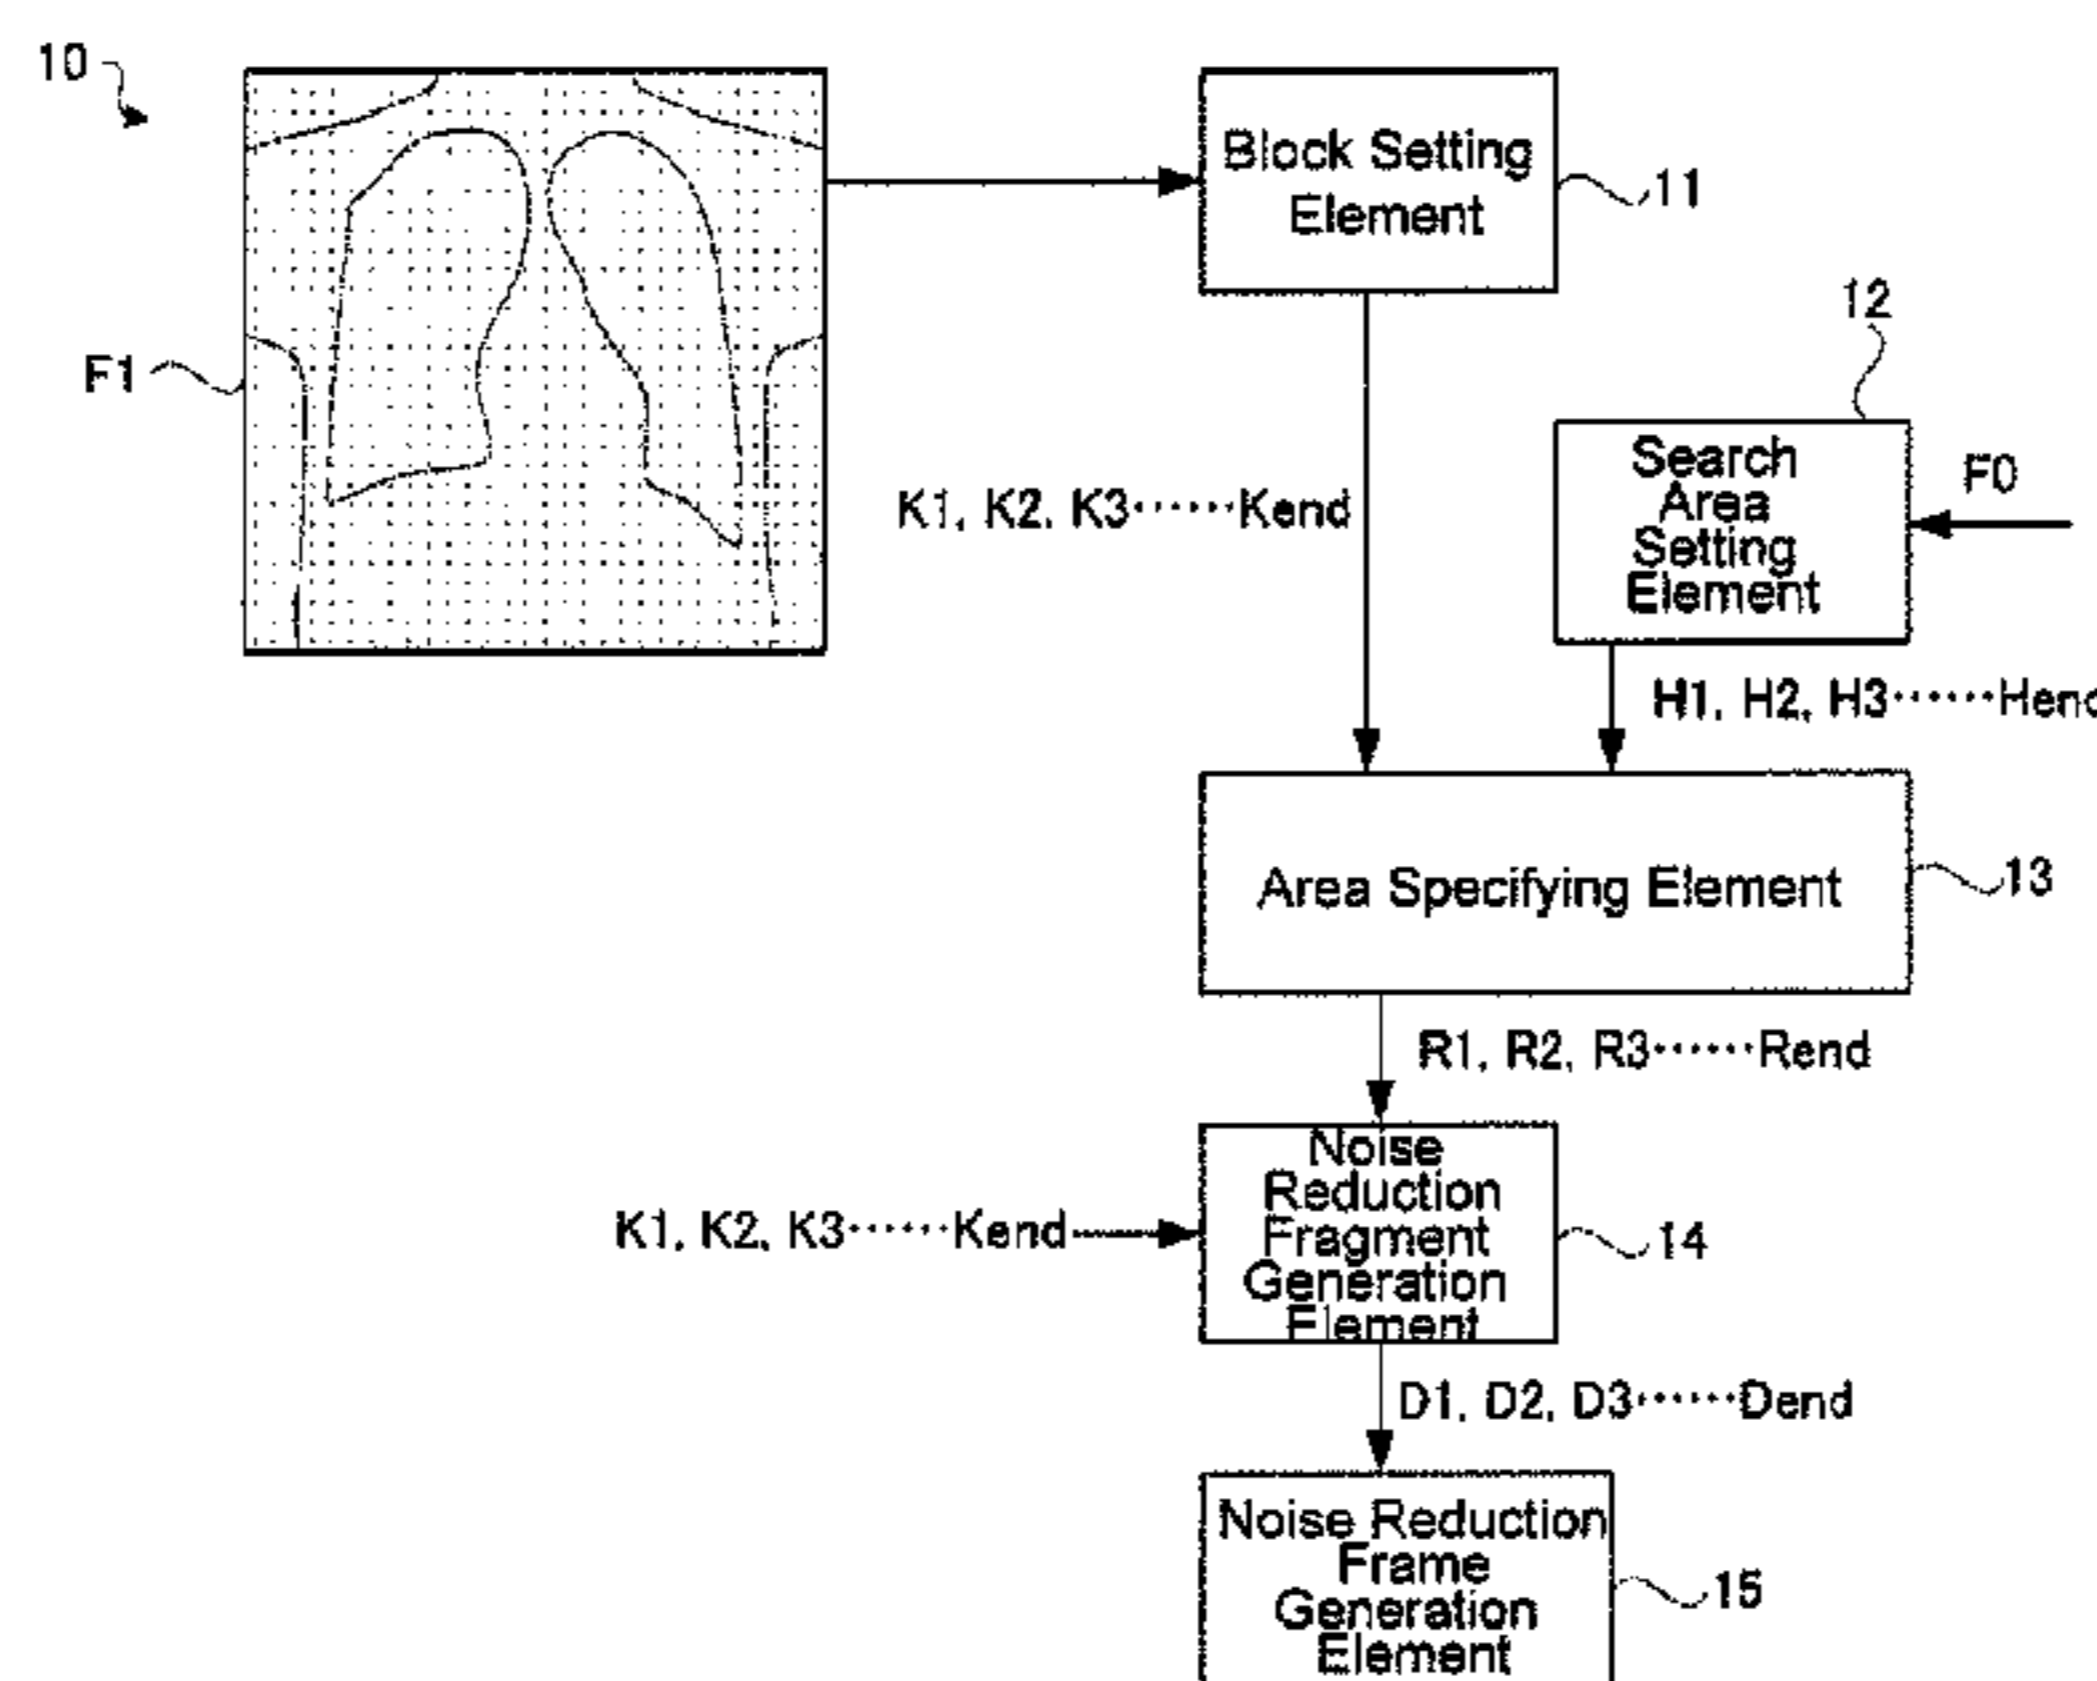 10
Block Setting
Element
11
12
F1
Search
Area
Setting
Element
F0
K1, K2, K3······Kend
H1, H2, H3······Hend
Area Specifying Element
13
R1, R2, R3······Rend
Noise
Reduction
Fragment
Generation
Element
K1, K2, K3······Kend
14
D1, D2, D3······Dend
Noise Reduction
Frame
Generation
Element
15